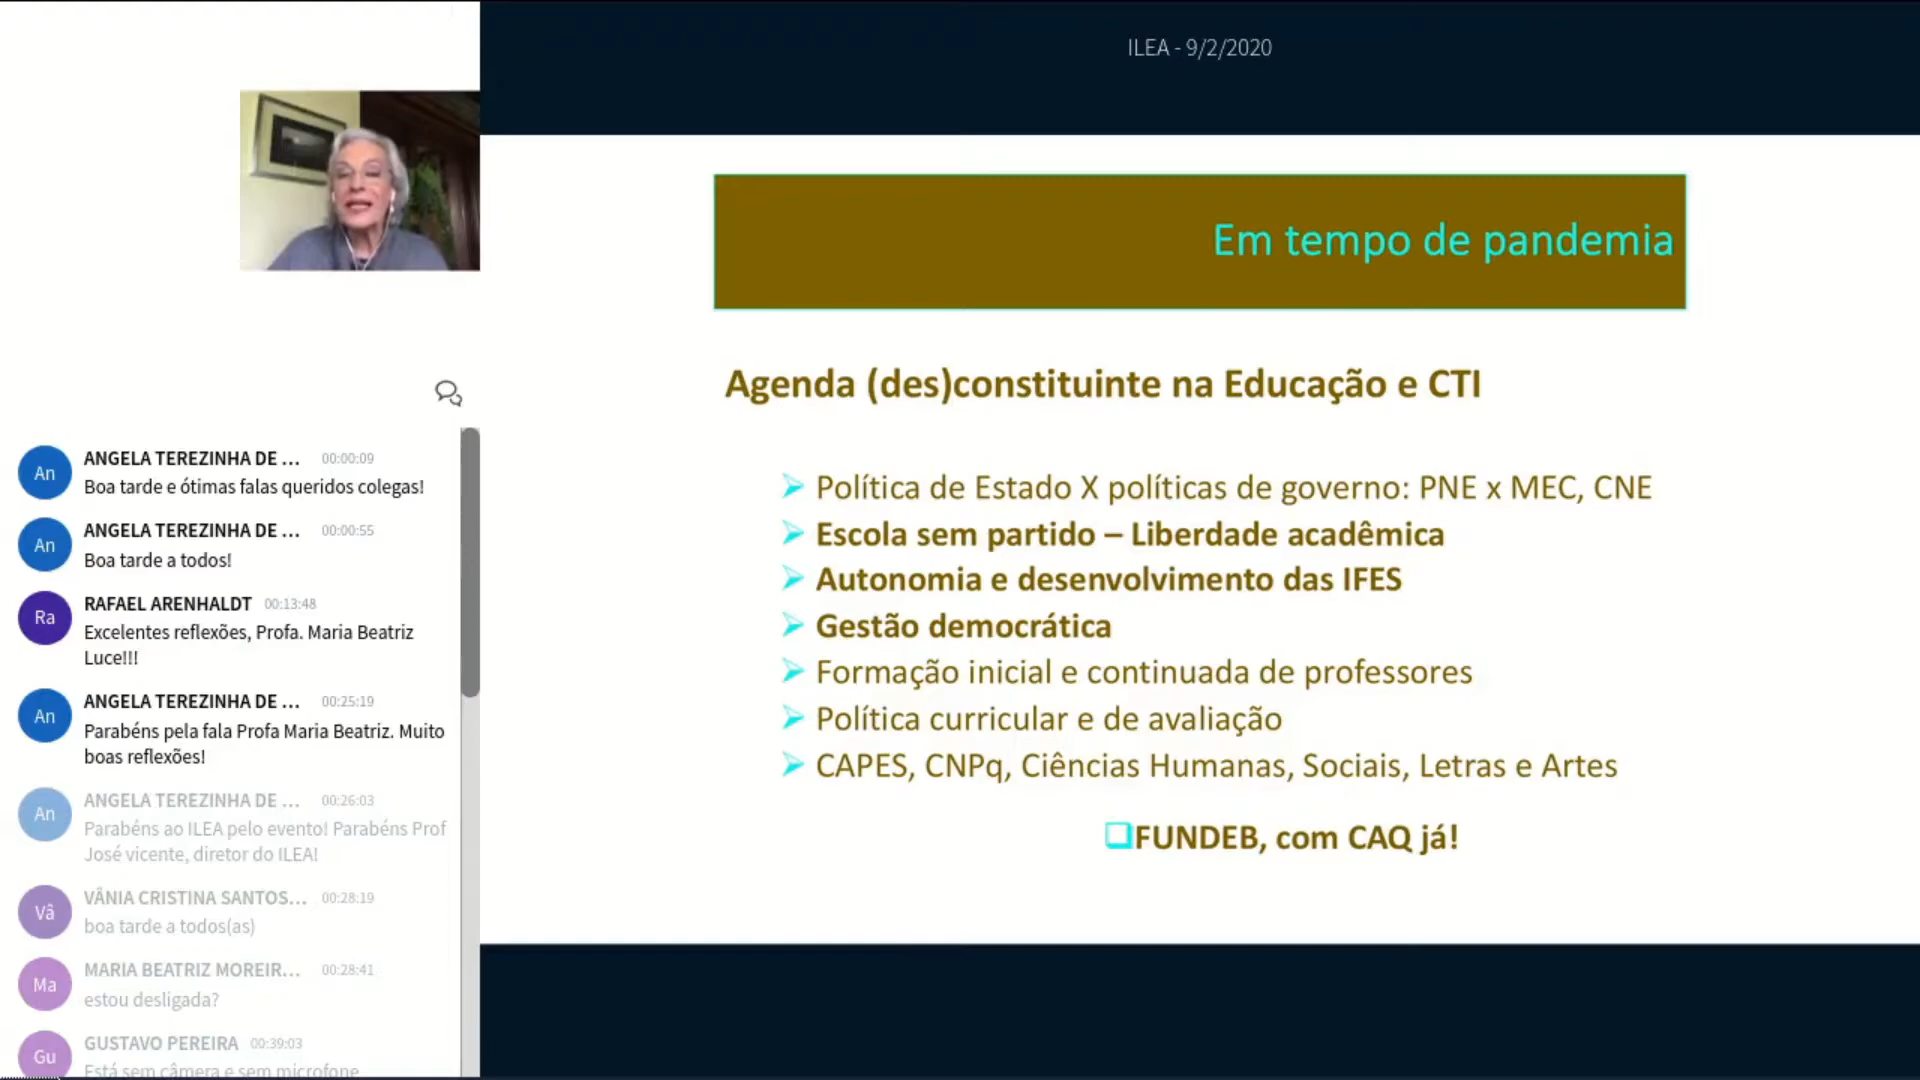 ILEA - 9/2/2020
Em tempo de pandemia
Agenda (des)constituinte na Educação e CTI
Política de Estado X políticas de governo: PNE x MEC, CNE
Escola sem partido – Liberdade acadêmica
Autonomia e desenvolvimento das IFES
Gestão democrática
Formação inicial e continuada de professores
Política curricular e de avaliação
CAPES, CNPq, Ciências Humanas, Sociais, Letras e Artes
FUNDEB, com CAQ já!
An
ANGELA TEREZINHA DE ... 00:00:09
Boa tarde e ótimas falas queridos colegas!
An
ANGELA TEREZINHA DE ... 00:00:55
Boa tarde a todos!
Ra
RAFAEL ARENHALDT 00:13:48
Excelentes reflexões, Profa. Maria Beatriz
Luce!!!
An
ANGELA TEREZINHA DE ... 00:25:19
Parabéns pela fala Profa Maria Beatriz. Muito
boas reflexões!
An
ANGELA TEREZINHA DE ... 00:26:03
Parabéns ao ILEA pelo evento! Parabéns Prof
José vicente, diretor do ILEA!
Vâ
VÂNIA CRISTINA SANTOS... 00:28:19
boa tarde a todos(as)
Ma
MARIA BEATRIZ MOREIR... 00:28:41
estou desligada?
Gu
GUSTAVO PEREIRA 00:39:03
Está sem câmera e sem microfone